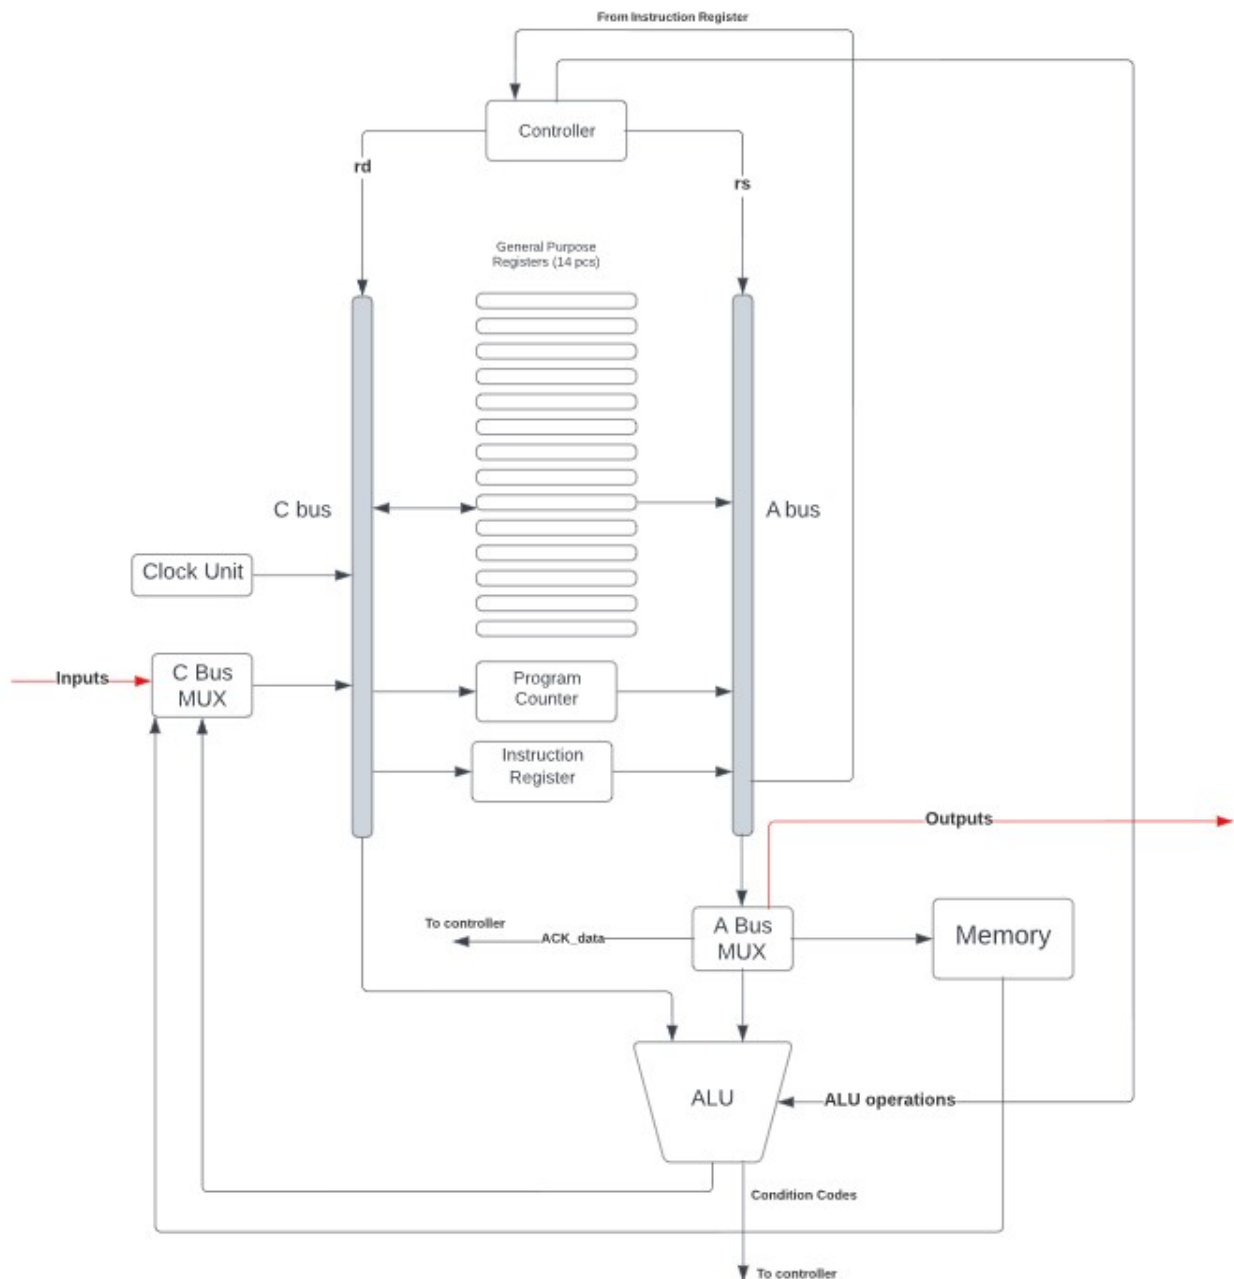 From Instruction Register
Controller
rd
rs
General Purpose
Registers (14 pcs)
C bus
A bus
Clock Unit
Inputs
C Bus
MUX
Program
Counter
Instruction
Register
Outputs
To controller
ACK_data
A Bus
MUX
Memory
ALU
ALU operations
Condition Codes
To controller